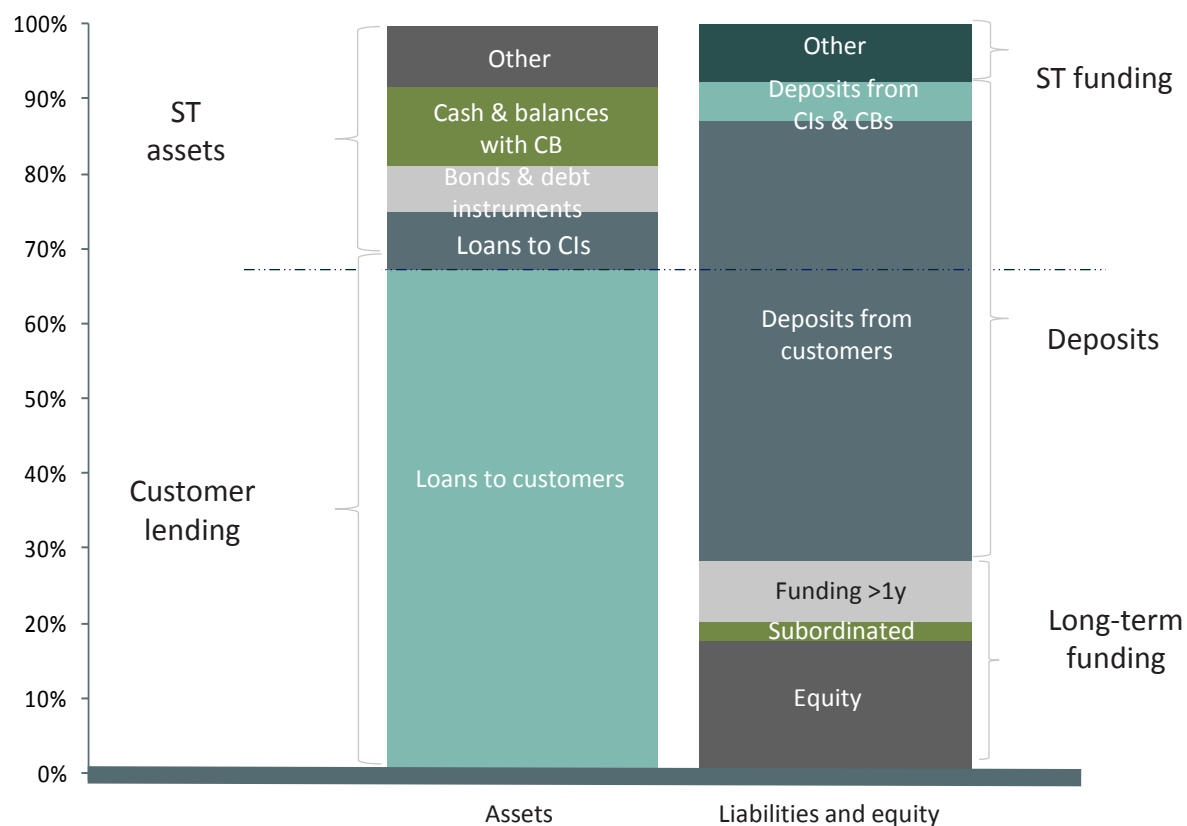 100%
90%
80%
70%
60%
50%
40%
30%
20%
10%
0%
ST
assets
Customer
lending
Other
Cash & balances
with CB
Bonds & debt
instruments
Loans to CIs
Loans to customers
Other
Deposits from
CIs & CBs
Deposits from
customers
Funding >1y
Subordinated
Equity
ST funding
Deposits
Long-term
funding
Assets
Liabilities and equity